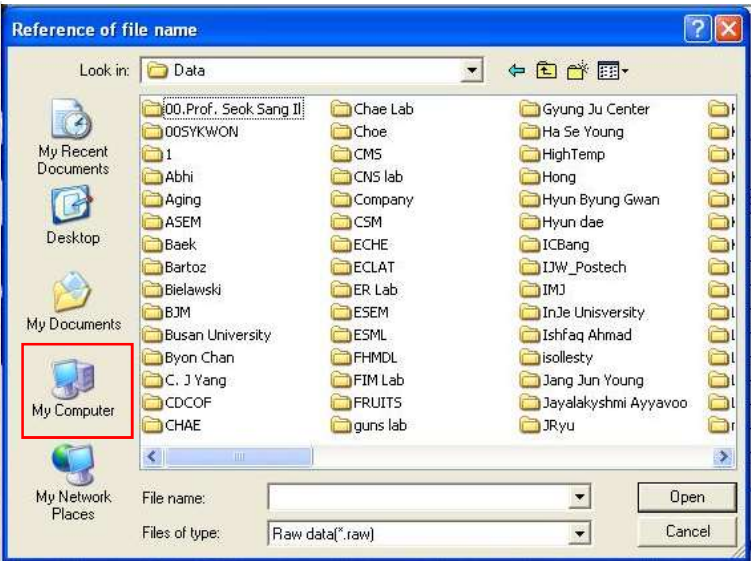 Reference of file name
Look in: Data
My Recent
Documents
Desktop
My Documents
My Computer
My Network
Places
00.Prof. Seok Sang Il
00SYKWON
1
Abhi
Aging
ASEM
Baek
Bartoz
Bielawski
BJM
Busan University
Byon Chan
C. J Yang
CDCOF
CHAE
Chae Lab
Choe
CMS
CNS lab
Company
CSM
ECHE
ECLAT
ER Lab
ESEM
ESML
FHMDL
FIM Lab
FRUITS
guns lab
Gyung Ju Center
Ha Se Young
HighTemp
Hong
Hyun Byung Gwan
Hyun dae
ICBang
IJW_Postech
IMJ
InJe Unisversity
Ishfaq Ahmad
isollesty
Jang Jun Young
Jayalakyshmi Ayyavoo
JRyu
File name:
Open
Files of type: Raw data(*.raw)
Cancel